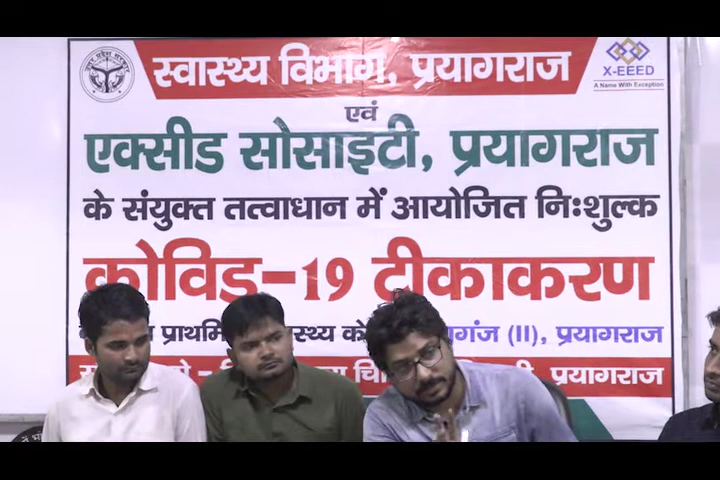 स्वास्थ्य विभाग, प्रयागराज
X-EEED
A Name With Exception
एवं
एक्सीड सोसाइटी, प्रयागराज
के संयुक्त तत्वाधान में आयोजित निःशुल्क
कोविड-19 टीकाकरण
प्राथमि (II), प्रयागराज
प्रयागराज